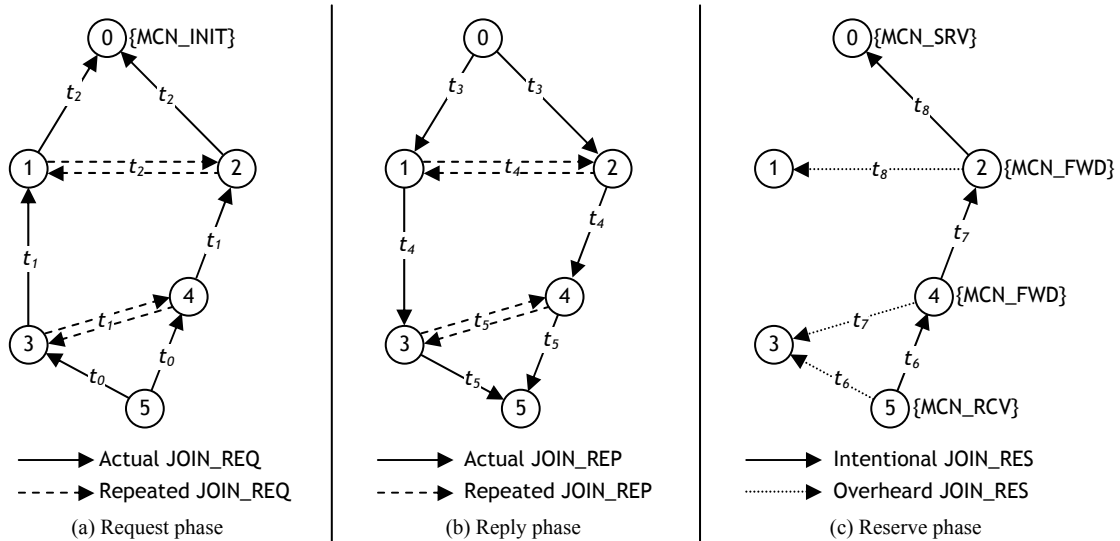 0 {MCN_INIT}
t2
t2
1
t2
2
t1
t1
4
t1
3
t0
t0
5
Actual JOIN_REQ
Repeated JOIN_REQ
(a) Request phase
0
t3
t3
1
t4
2
t4
t4
4
t5
3
t5
t5
5
Actual JOIN_REP
Repeated JOIN_REP
(b) Reply phase
0 {MCN_SRV}
t8
1
t8
2 {MCN_FWD}
t7
4 {MCN_FWD}
t7
3
t6
t6
5 {MCN_RCV}
Intentional JOIN_RES
Overheard JOIN_RES
(c) Reserve phase